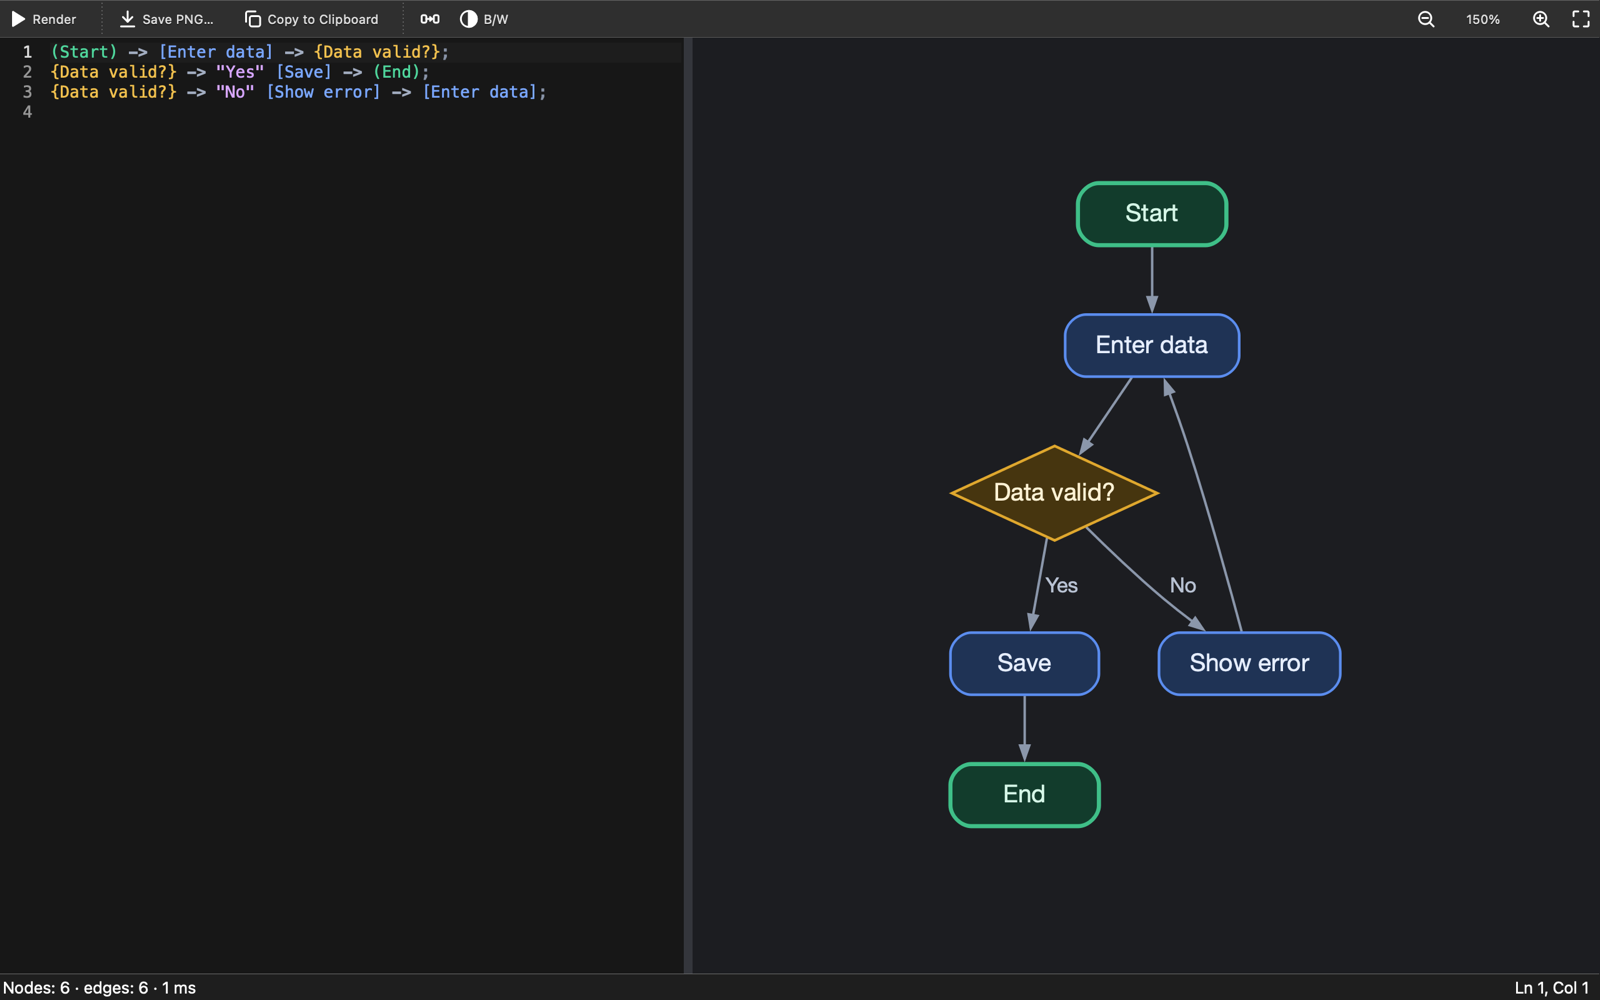 Render Save PNG... Copy to Clipboard B/W 150%
1 (Start) -> [Enter data] -> {Data valid?};
2 {Data valid?} -> "Yes" [Save] -> (End);
3 {Data valid?} -> "No" [Show error] -> [Enter data];
4
Start
Enter data
Data valid?
Yes No
Save Show error
End
Nodes: 6 · edges: 6 · 1 ms Ln 1, Col 1